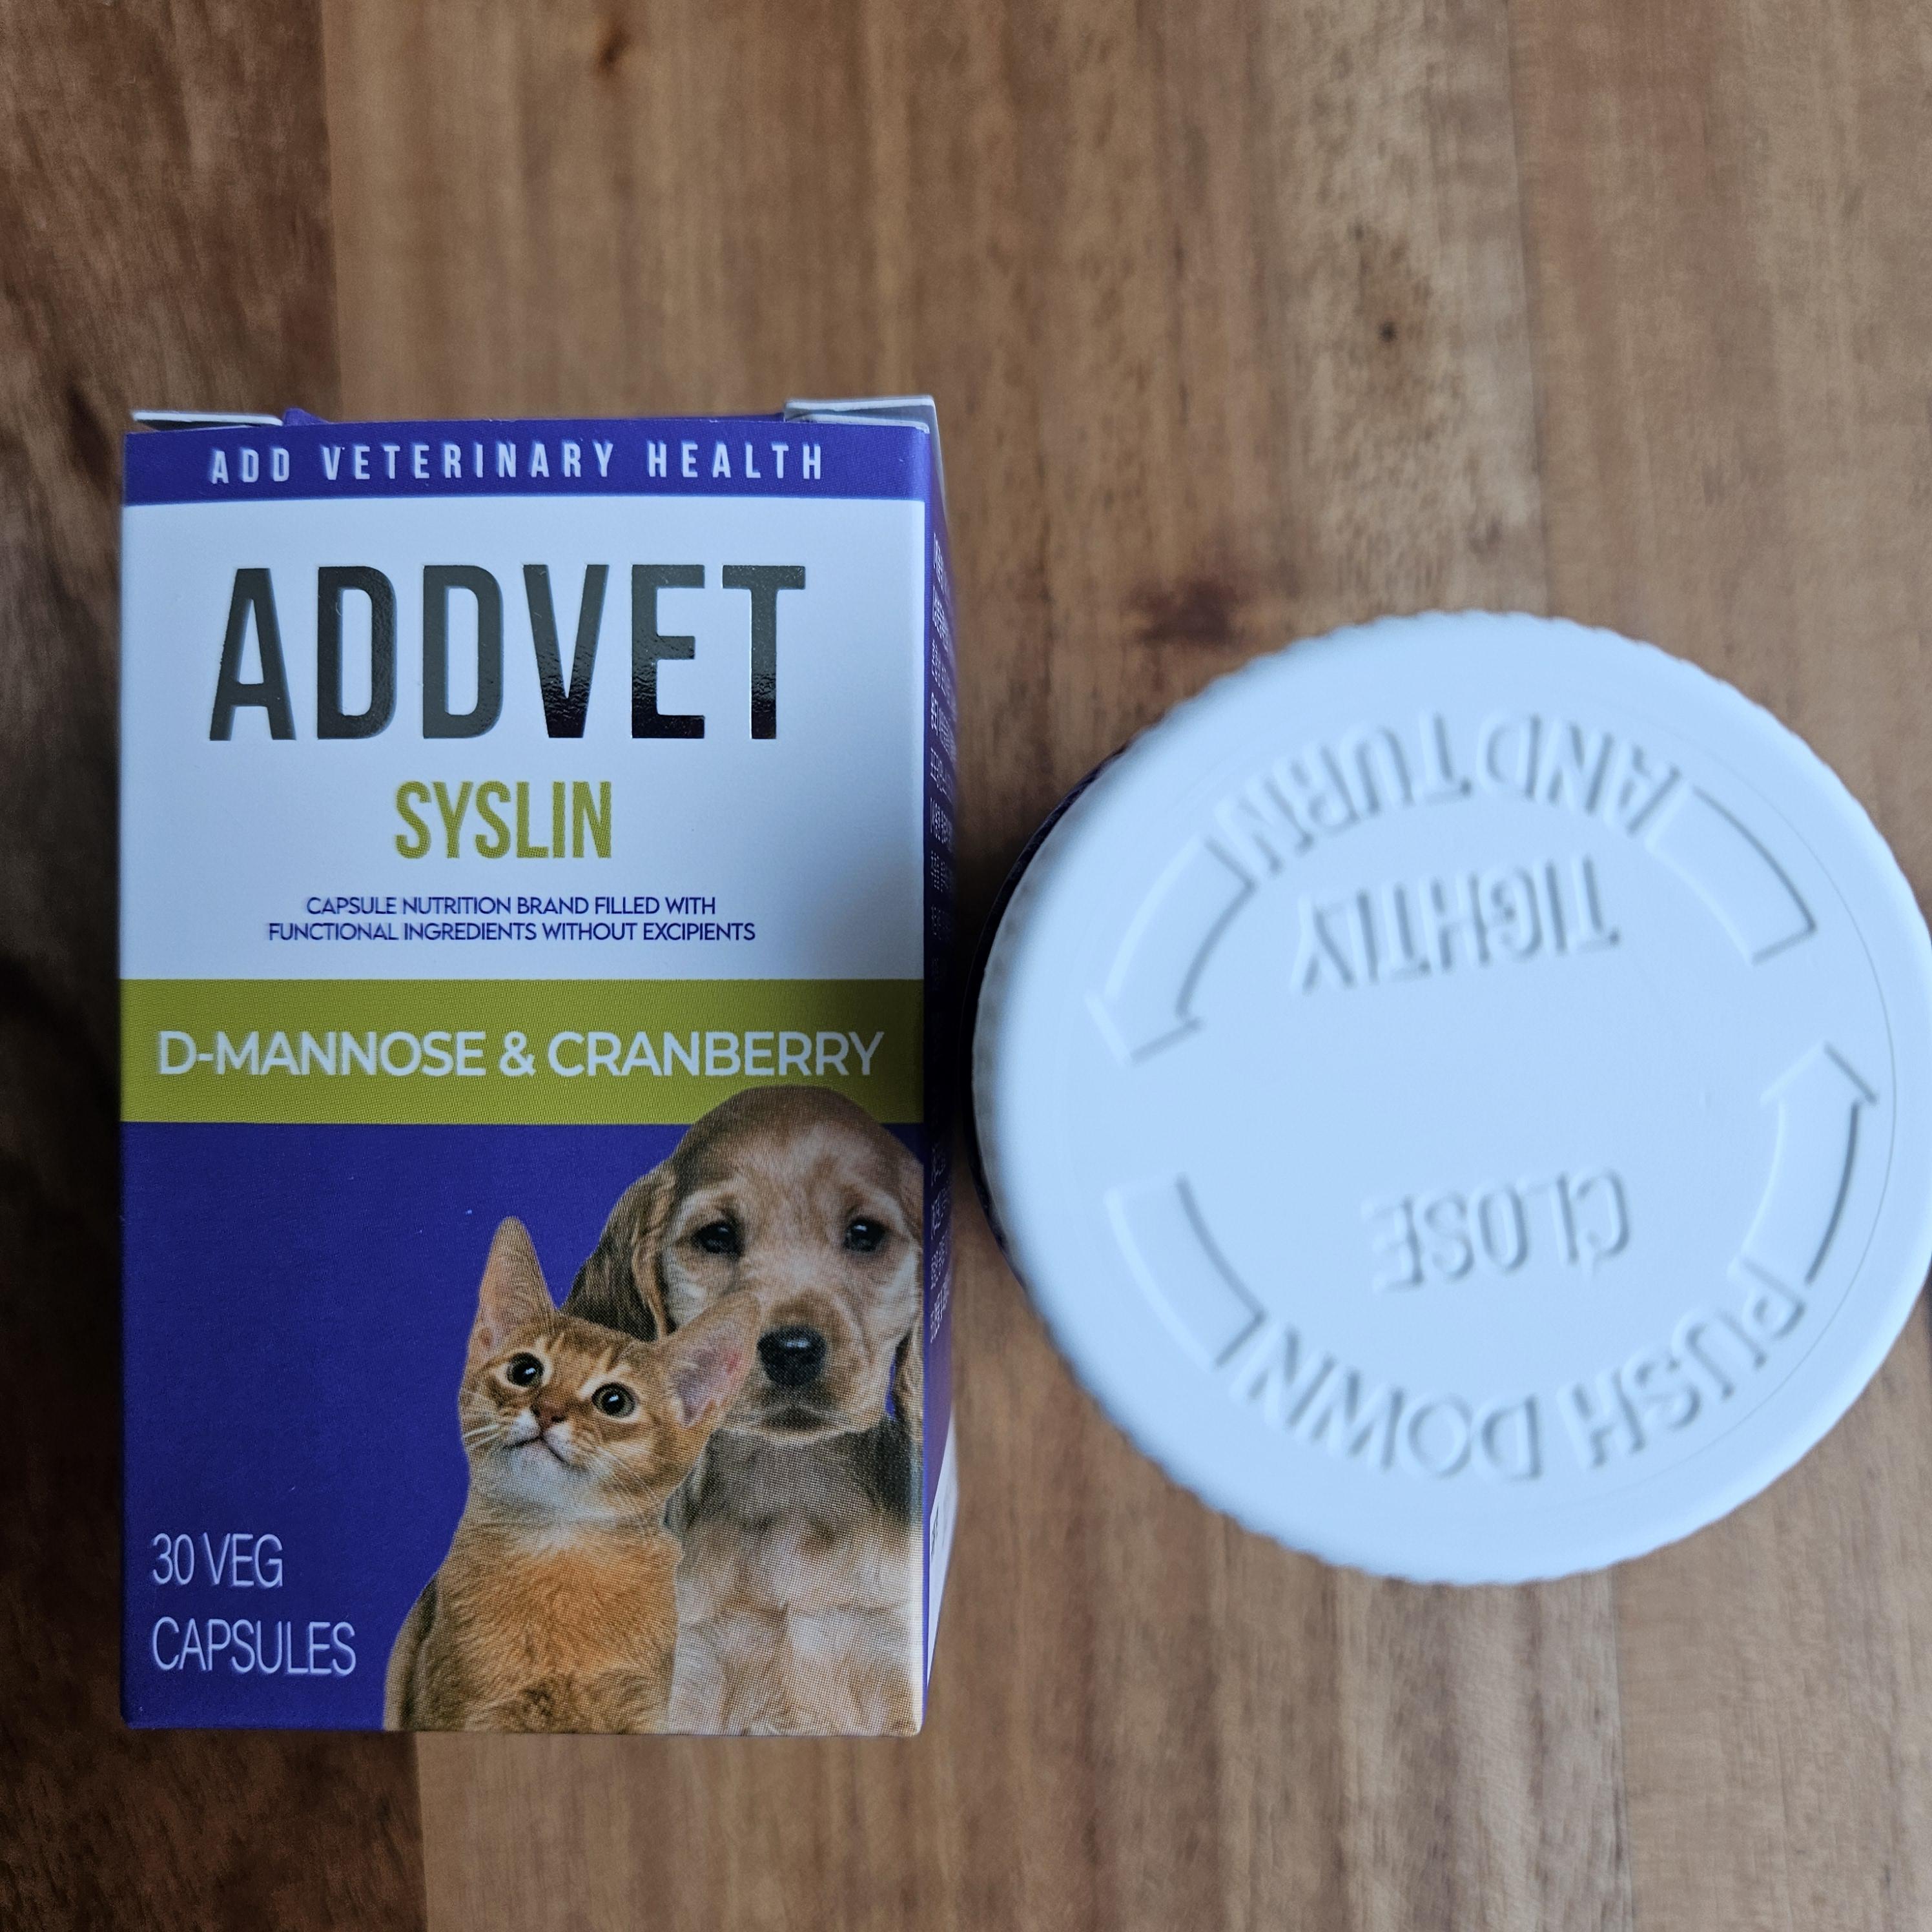 ADD VETERINARY HEALTH
ADDVET
SYSLIN
CAPSULE NUTRITION BRAND FILLED WITH
FUNCTIONAL INGREDIENTS WITHOUT EXCIPIENTS
D-MANNOSE & CRANBERRY
30 VEG
CAPSULES
PUSH DOWN
CLOSE
TIGHTLY
AND TURN